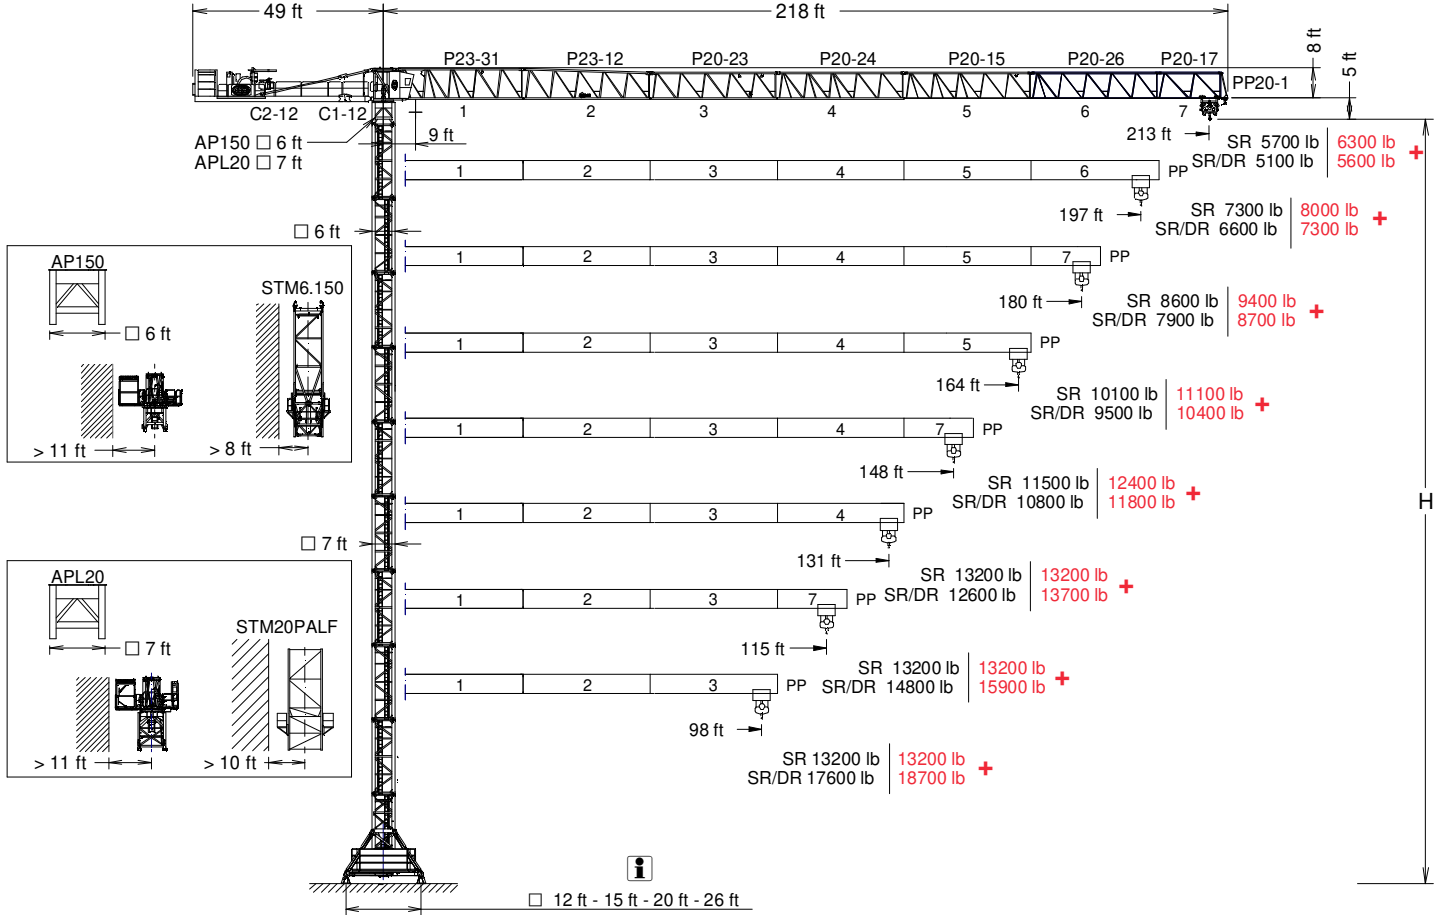 49 ft
218 ft
8 ft
5 ft
P23-31
P23-12
P20-23
P20-24
P20-15
P20-26
P20-17
PP20-1
C2-12
C1-12
1
2
3
4
5
6
7
AP150 □ 6 ft
APL20 □ 7 ft
9 ft
213 ft
SR 5700 lb 6300 lb
SR/DR 5100 lb 5600 lb +
1 2 3 4 5 6 PP
197 ft
SR 7300 lb 8000 lb
SR/DR 6600 lb 7300 lb +
□ 6 ft
1 2 3 4 5 7 PP
180 ft
SR 8600 lb 9400 lb
SR/DR 7900 lb 8700 lb +
1 2 3 4 5 PP
164 ft
SR 10100 lb 11100 lb
SR/DR 9500 lb 10400 lb +
1 2 3 4 7 PP
148 ft
SR 11500 lb 12400 lb
SR/DR 10800 lb 11800 lb +
1 2 3 4 PP
□ 7 ft
131 ft
SR 13200 lb 13200 lb
SR/DR 12600 lb 13700 lb +
1 2 3 7 PP
115 ft
SR 13200 lb 13200 lb
SR/DR 14800 lb 15900 lb +
1 2 3 PP
98 ft
SR 13200 lb 13200 lb
SR/DR 17600 lb 18700 lb +
H
AP150
□ 6 ft
STM6.150
> 11 ft
> 8 ft
APL20
□ 7 ft
STM20PALF
> 11 ft
> 10 ft
i
□ 12 ft - 15 ft - 20 ft - 26 ft